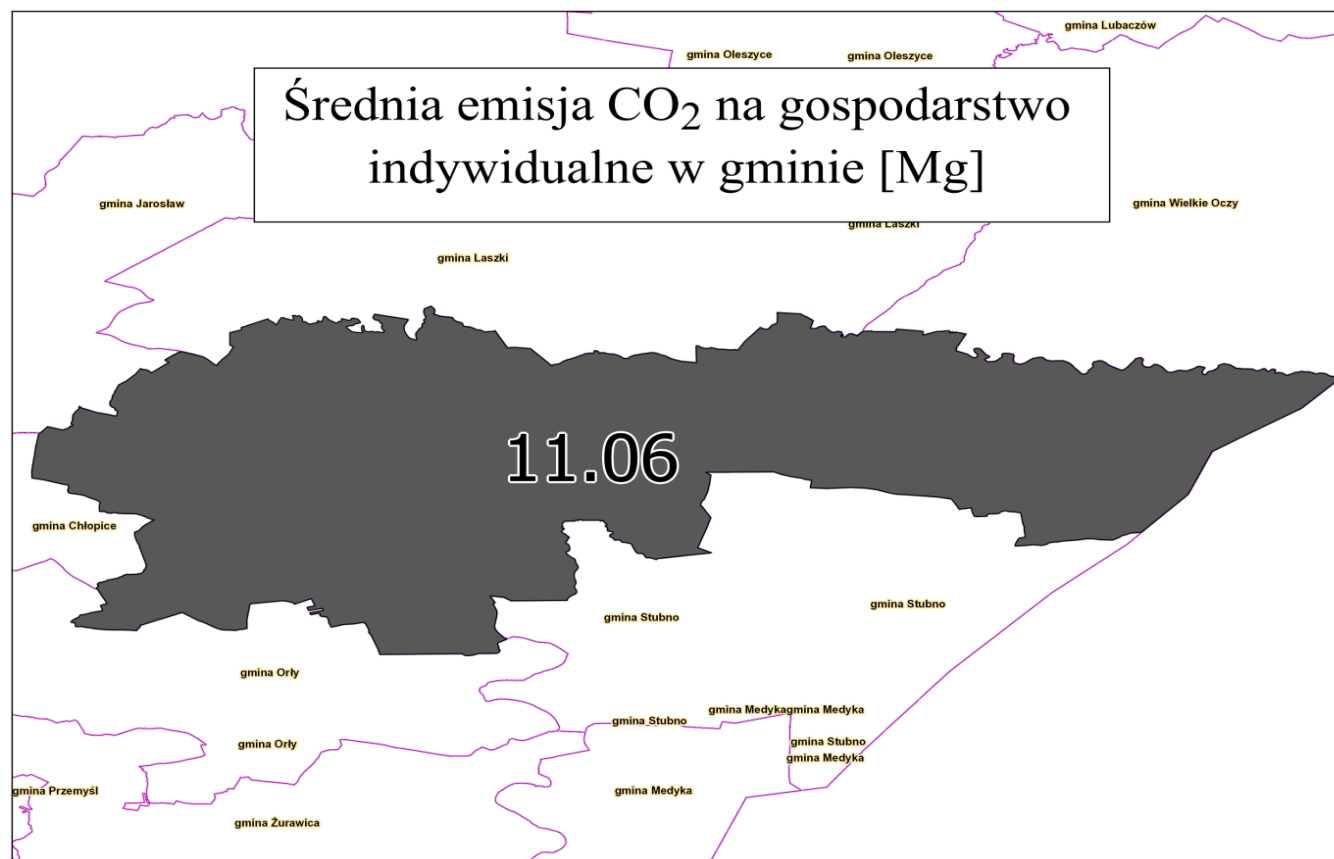 gmina Lubaczów
gmina Oleszyce
gmina Oleszyce
Średnia emisja CO₂ na gospodarstwo
indywidualne w gminie [Mg]
gmina Jarosław
gmina Wielkie Oczy
gmina Laszki
gmina Laszki
11.06
gmina Chłopice
gmina Stubno
gmina Stubno
gmina Orły
gmina Medyka
gmina Medyka
gmina Stubno
gmina Orły
gmina Stubno
gmina Medyka
gmina Przemyśl
gmina Medyka
gmina Żurawica